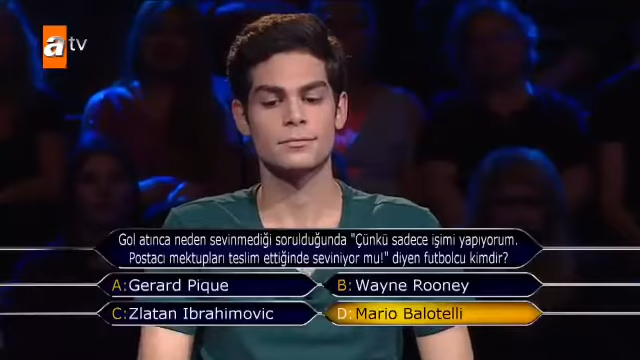 atv
Gol atınca neden sevinmediği sorulduğunda "Çünkü sadece işimi yapıyorum.
Postacı mektupları teslim ettiğinde seviniyor mu!" diyen futbolcu kimdir?
A: Gerard Pique
B: Wayne Rooney
C: Zlatan Ibrahimovic
D: Mario Balotelli